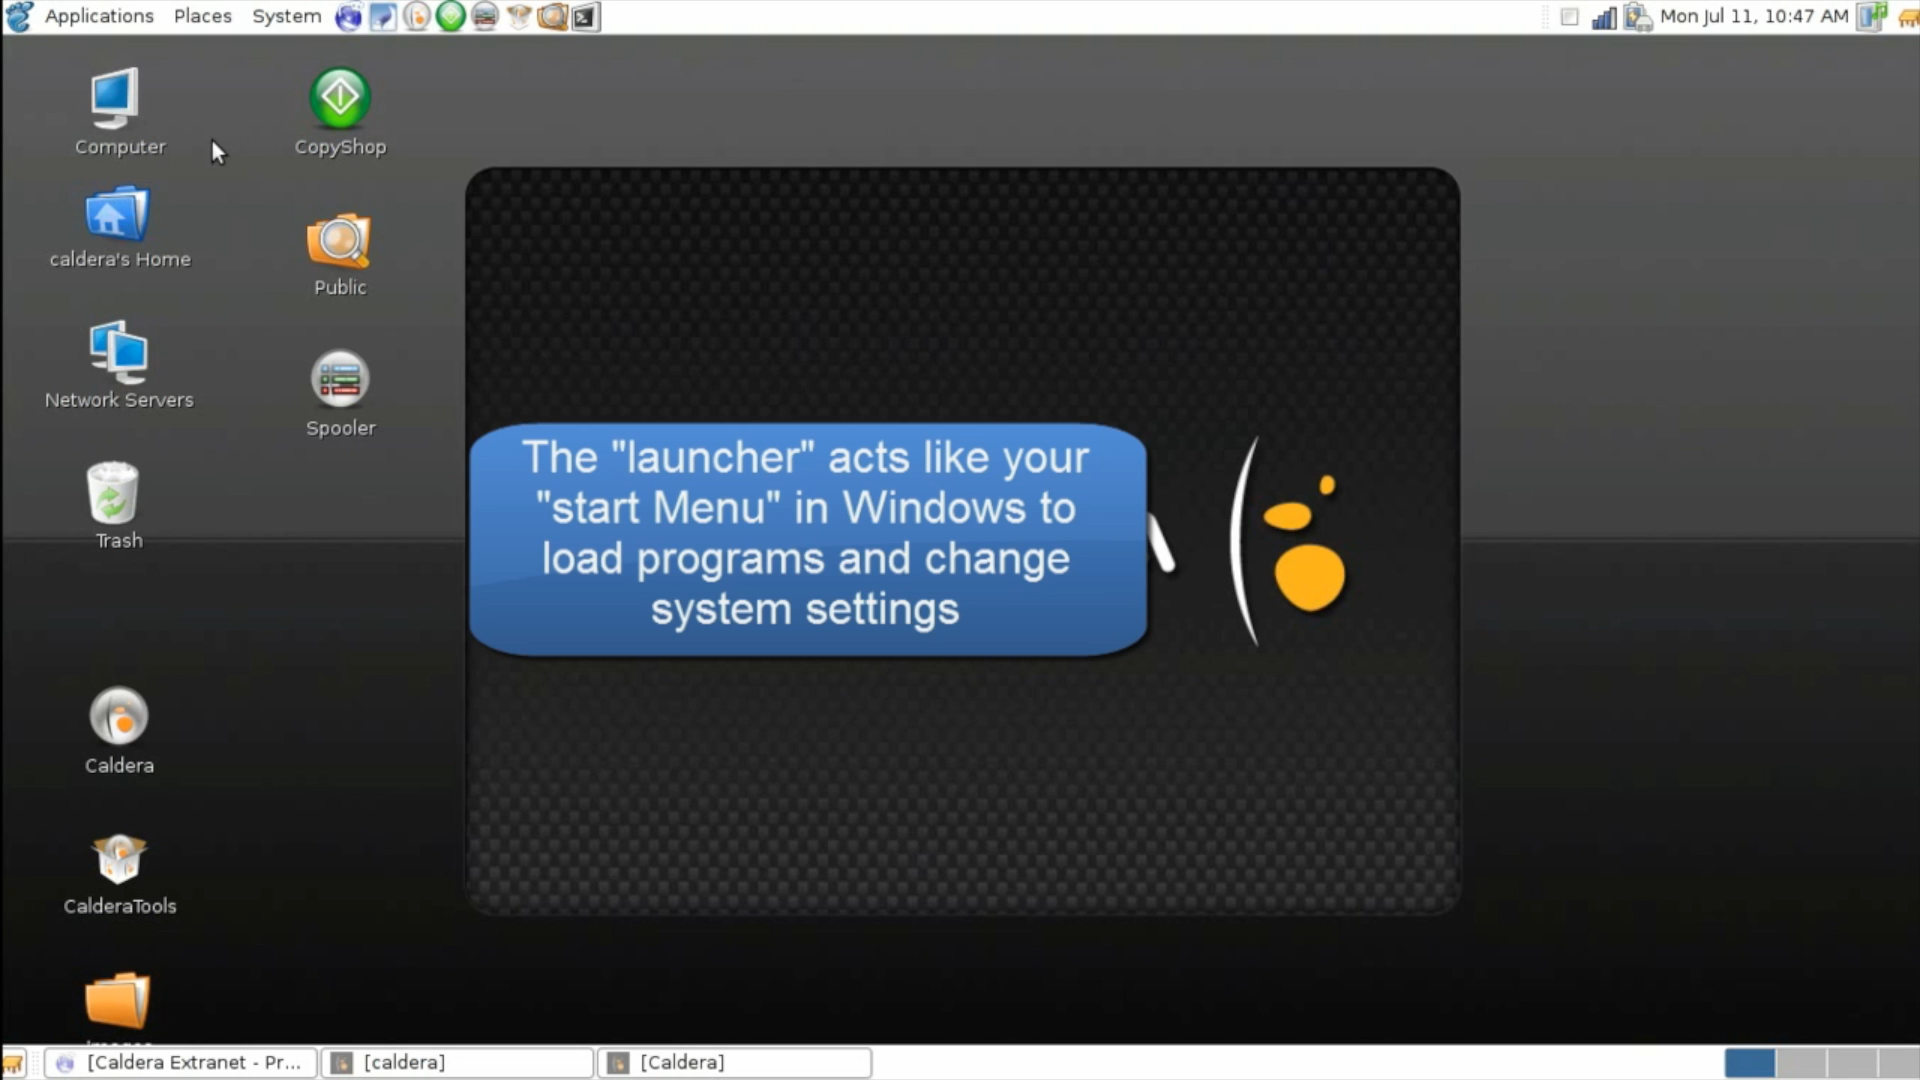 Applications Places System
Mon Jul 11, 10:47 AM
Computer
CopyShop
caldera's Home
Public
Network Servers
Spooler
Trash
The "launcher" acts like your
"start Menu" in Windows to
load programs and change
system settings
Caldera
CalderaTools
[Caldera Extranet - Pr...
[caldera]
[Caldera]